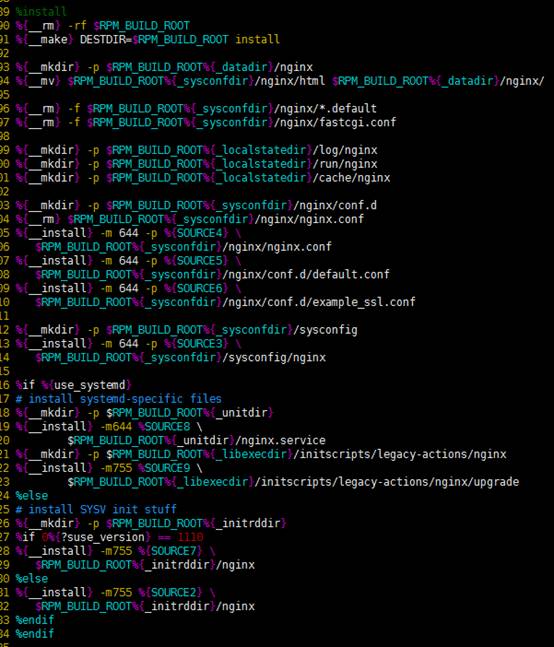 89 %install
90 %{__rm} -rf $RPM_BUILD_ROOT
91 %{__make} DESTDIR=$RPM_BUILD_ROOT install
92
93 %{__mkdir} -p $RPM_BUILD_ROOT%{_datadir}/nginx
94 %{__mv} $RPM_BUILD_ROOT%{_sysconfdir}/nginx/html $RPM_BUILD_ROOT%{_datadir}/nginx/
95
96 %{__rm} -f $RPM_BUILD_ROOT%{_sysconfdir}/nginx/*.default
97 %{__rm} -f $RPM_BUILD_ROOT%{_sysconfdir}/nginx/fastcgi.conf
98
99 %{__mkdir} -p $RPM_BUILD_ROOT%{_localstatedir}/log/nginx
00 %{__mkdir} -p $RPM_BUILD_ROOT%{_localstatedir}/run/nginx
01 %{__mkdir} -p $RPM_BUILD_ROOT%{_localstatedir}/cache/nginx
02
03 %{__mkdir} -p $RPM_BUILD_ROOT%{_sysconfdir}/nginx/conf.d
04 %{__rm} $RPM_BUILD_ROOT%{_sysconfdir}/nginx/nginx.conf
05 %{__install} -m 644 -p %{SOURCE4} \
06    $RPM_BUILD_ROOT%{_sysconfdir}/nginx/nginx.conf
07 %{__install} -m 644 -p %{SOURCE5} \
08    $RPM_BUILD_ROOT%{_sysconfdir}/nginx/conf.d/default.conf
09 %{__install} -m 644 -p %{SOURCE6} \
10    $RPM_BUILD_ROOT%{_sysconfdir}/nginx/conf.d/example_ssl.conf
11
12 %{__mkdir} -p $RPM_BUILD_ROOT%{_sysconfdir}/sysconfig
13 %{__install} -m 644 -p %{SOURCE3} \
14    $RPM_BUILD_ROOT%{_sysconfdir}/sysconfig/nginx
15
16 %if %{use_systemd}
17 # install systemd-specific files
18 %{__mkdir} -p $RPM_BUILD_ROOT%{_unitdir}
19 %{__install} -m644 %SOURCE8 \
20         $RPM_BUILD_ROOT%{_unitdir}/nginx.service
21 %{__mkdir} -p $RPM_BUILD_ROOT%{_libexecdir}/initscripts/legacy-actions/nginx
22 %{__install} -m755 %SOURCE9 \
23         $RPM_BUILD_ROOT%{_libexecdir}/initscripts/legacy-actions/nginx/upgrade
24 %else
25 # install SYSV init stuff
26 %{__mkdir} -p $RPM_BUILD_ROOT%{_initrddir}
27 %if 0%{?suse_version} == 1110
28 %{__install} -m755 %{SOURCE7} \
29    $RPM_BUILD_ROOT%{_initrddir}/nginx
30 %else
31 %{__install} -m755 %{SOURCE2} \
32    $RPM_BUILD_ROOT%{_initrddir}/nginx
33 %endif
34 %endif